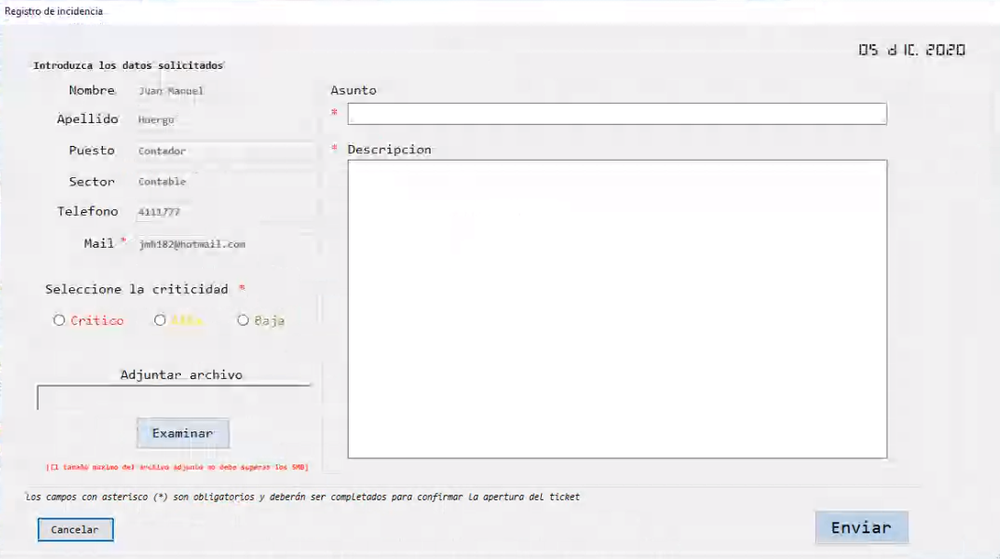 Registro de incidencia
05 dIC. 2020
Introduzca los datos solicitados
Nombre Juan Manuel
Apellido Huergo
Puesto Contador
Sector Contable
Telefono 4111777
Mail * jmh182@hotmail.com
Seleccione la criticidad *
Critico Baja
Adjuntar archivo
Examinar
[El tamaño maximo del archivo adjunto no debe superar los 5MB]
Asunto
*
* Descripcion
Los campos con asterisco (*) son obligatorios y deberán ser completados para confirmar la apertura del ticket
Cancelar
Enviar